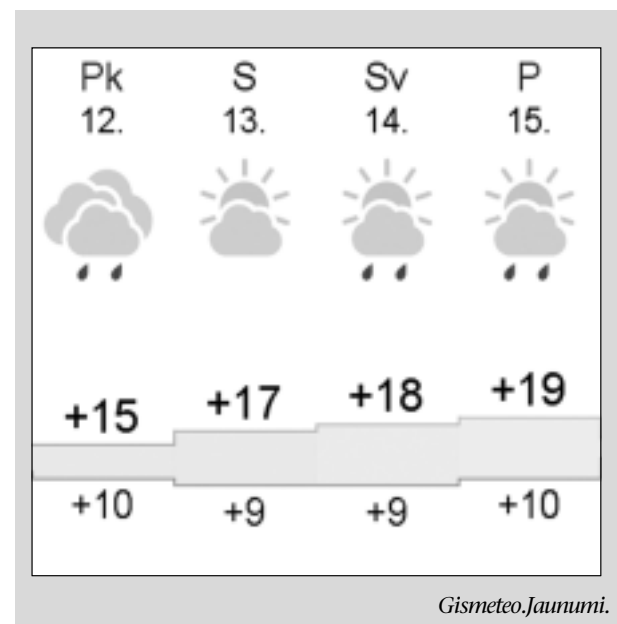 Pk S Sv P
12. 13. 14. 15.
+15 +17 +18 +19
+10 +9 +9 +10
Gismeteo.Jaunumi.